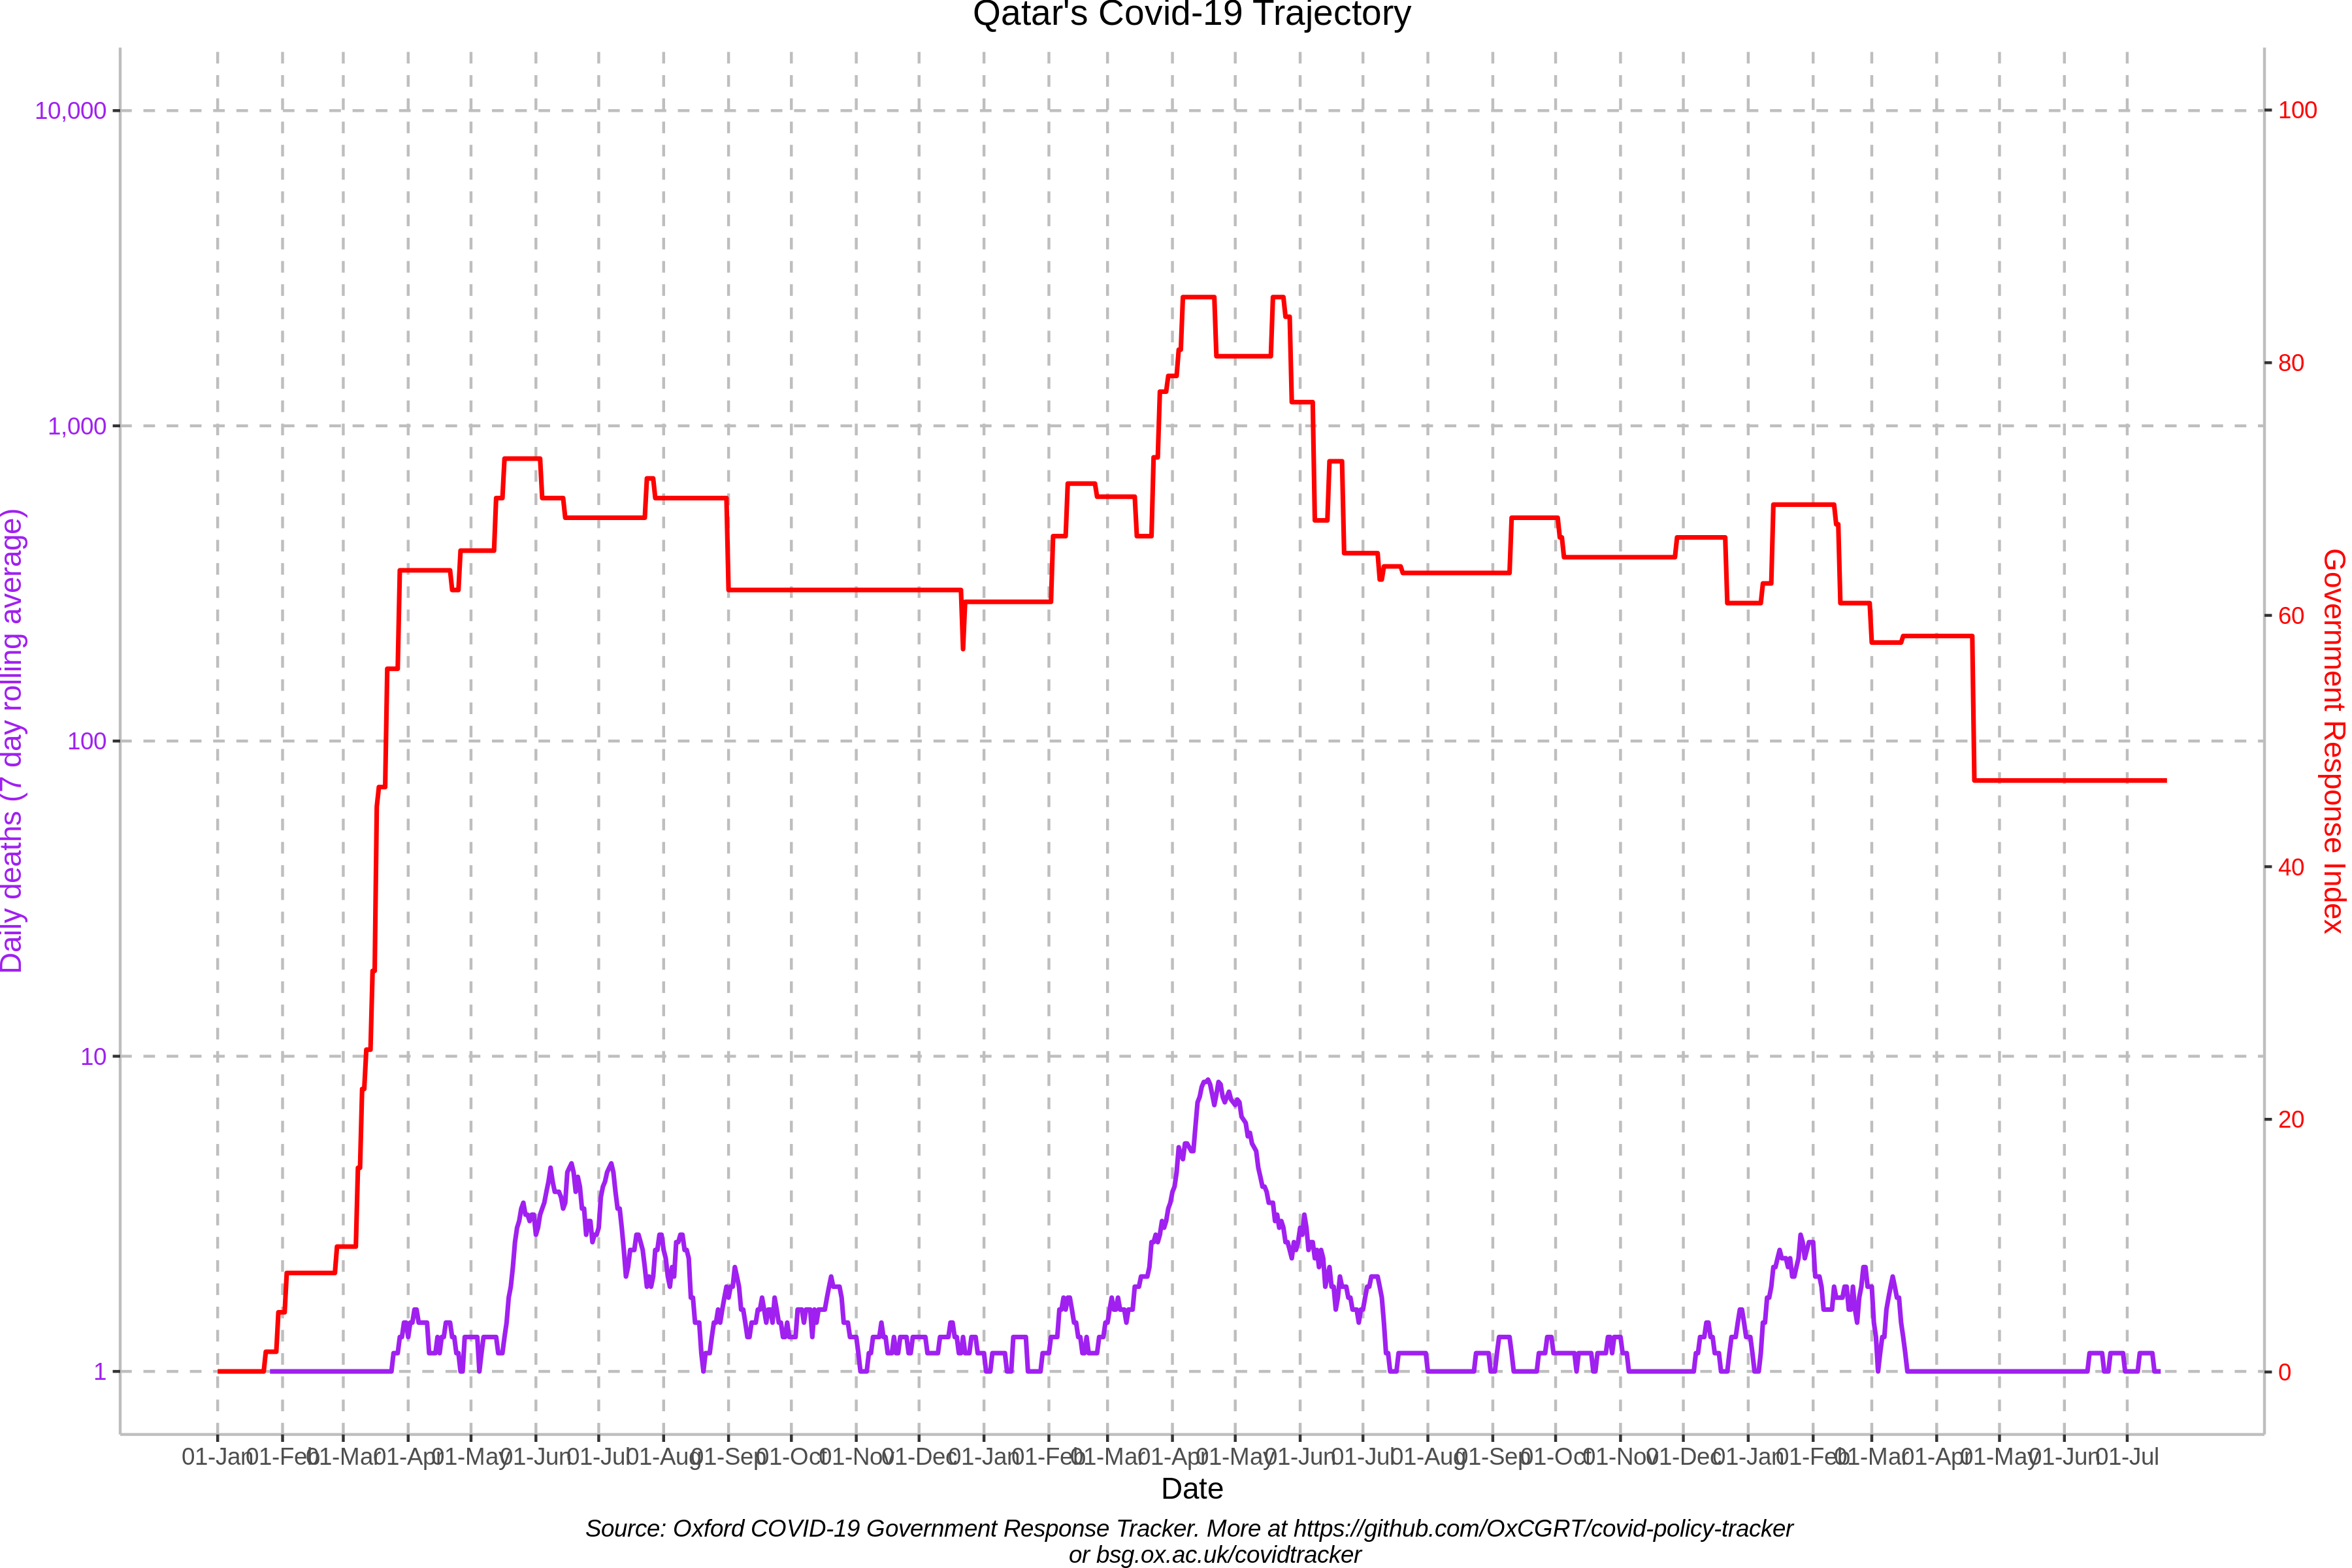 Qatar's Covid-19 Trajectory
10,000
1,000
100
10
1
Daily deaths (7 day rolling average)
100
80
60
40
20
0
Government Response Index
01-Jan 01-Feb 01-Mar 01-Apr 01-May 01-Jun 01-Jul 01-Aug 01-Sep 01-Oct 01-Nov 01-Dec 01-Jan 01-Feb 01-Mar 01-Apr 01-May 01-Jun 01-Jul 01-Aug 01-Sep 01-Oct 01-Nov 01-Dec 01-Jan 01-Feb 01-Mar 01-Apr 01-May 01-Jun 01-Jul
Date
Source: Oxford COVID-19 Government Response Tracker. More at https://github.com/OxCGRT/covid-policy-tracker
or bsg.ox.ac.uk/covidtracker